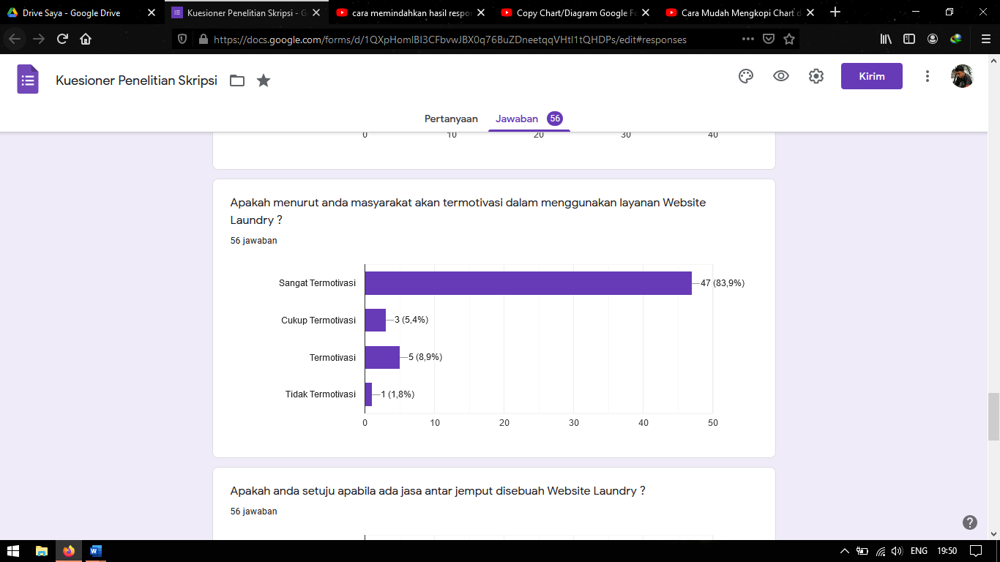 Drive Saya - Google Drive
Kuesioner Penelitian Skripsi - G
cara memindahkan hasil respon
Copy Chart/Diagram Google Fo
Cara Mudah Mengkopi Chart d
https://docs.google.com/forms/d/1QXpHomlBI3CFbvwJBX0q76BuZDneetqqVHtl1tQHDPs/edit#responses
Kuesioner Penelitian Skripsi
Kirim
Pertanyaan
Jawaban 56
0 10 20 30 40
Apakah menurut anda masyarakat akan termotivasi dalam menggunakan layanan Website
Laundry ?
56 jawaban
Sangat Termotivasi 47 (83,9%)
Cukup Termotivasi 3 (5,4%)
Termotivasi 5 (8,9%)
Tidak Termotivasi 1 (1,8%)
0 10 20 30 40 50
Apakah anda setuju apabila ada jasa antar jemput disebuah Website Laundry ?
56 jawaban
ENG 19:50